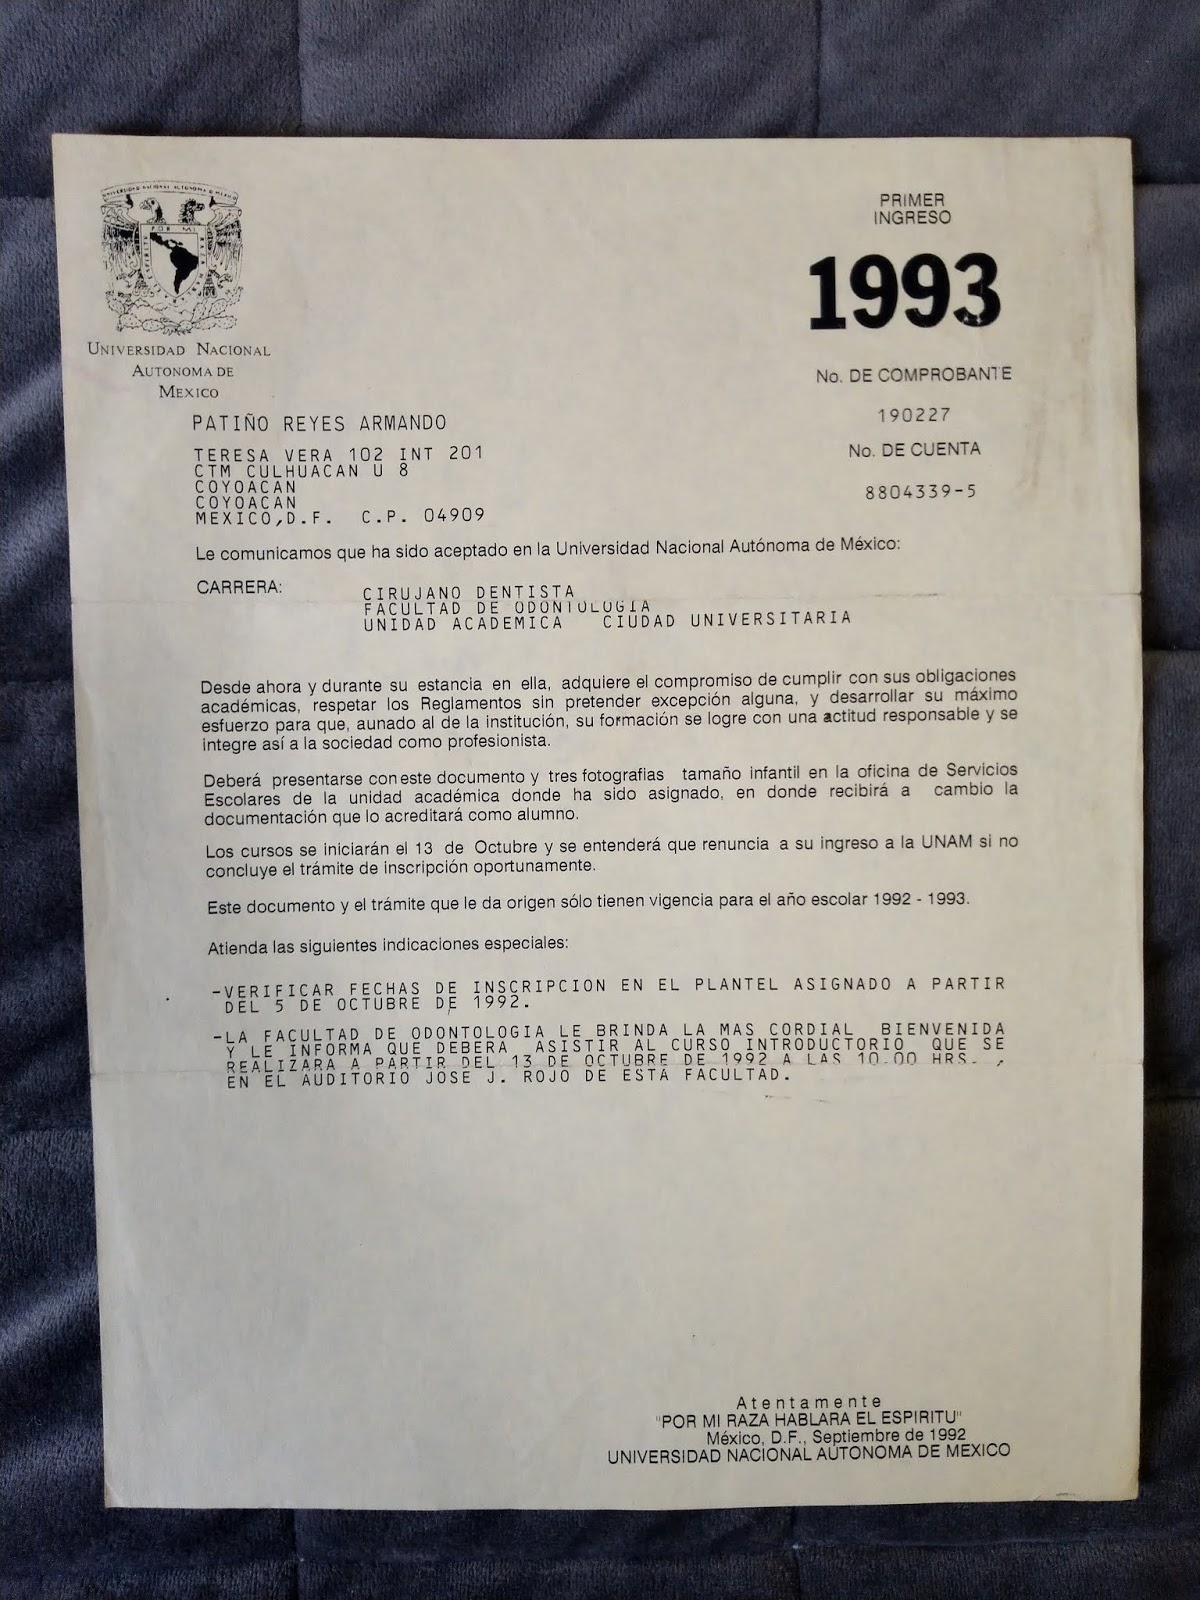 UNIVERSIDAD NACIONAL AUTONOMA D MEXICO
POR MI
RAZA
ESPIRITU
UNIVERSIDAD NACIONAL
AUTONOMA DE
MEXICO
PRIMER
INGRESO
1993
No. DE COMPROBANTE
190227
No. DE CUENTA
8804339-5
PATIÑO REYES ARMANDO
TERESA VERA 102 INT 201
CTM CULHUACAN U 8
COYOACAN
COYOACAN
MEXICO,D.F. C.P. 04909
Le comunicamos que ha sido aceptado en la Universidad Nacional Autónoma de México:
CARRERA:
CIRUJANO DENTISTA
FACULTAD DE ODONTOLOGIA
UNIDAD ACADEMICA CIUDAD UNIVERSITARIA
Desde ahora y durante su estancia en ella, adquiere el compromiso de cumplir con sus obligaciones
académicas, respetar los Reglamentos sin pretender excepción alguna, y desarrollar su máximo
esfuerzo para que, aunado al de la institución, su formación se logre con una actitud responsable y se
integre así a la sociedad como profesionista.
Deberá presentarse con este documento y tres fotografias tamaño infantil en la oficina de Servicios
Escolares de la unidad académica donde ha sido asignado, en donde recibirá a cambio la
documentación que lo acreditará como alumno.
Los cursos se iniciarán el 13 de Octubre y se entenderá que renuncia a su ingreso a la UNAM si no
concluye el trámite de inscripción oportunamente.
Este documento y el trámite que le da origen sólo tienen vigencia para el año escolar 1992 - 1993.
Atienda las siguientes indicaciones especiales:
-VERIFICAR FECHAS DE INSCRIPCION EN EL PLANTEL ASIGNADO A PARTIR
DEL 5 DE OCTUBRE DE 1992.
-LA FACULTAD DE ODONTOLOGIA LE BRINDA LA MAS CORDIAL BIENVENIDA
Y LE INFORMA QUE DEBERA ASISTIR AL CURSO INTRODUCTORIO QUE SE
REALIZARA A PARTIR DEL 13 DE OCTUBRE DE 1992 A LAS 10.00 HRS. ,
EN EL AUDITORIO JOSE J. ROJO DE ESTA FACULTAD.
Atentamente
"POR MI RAZA HABLARA EL ESPIRITU"
México, D.F., Septiembre de 1992
UNIVERSIDAD NACIONAL AUTONOMA DE MEXICO